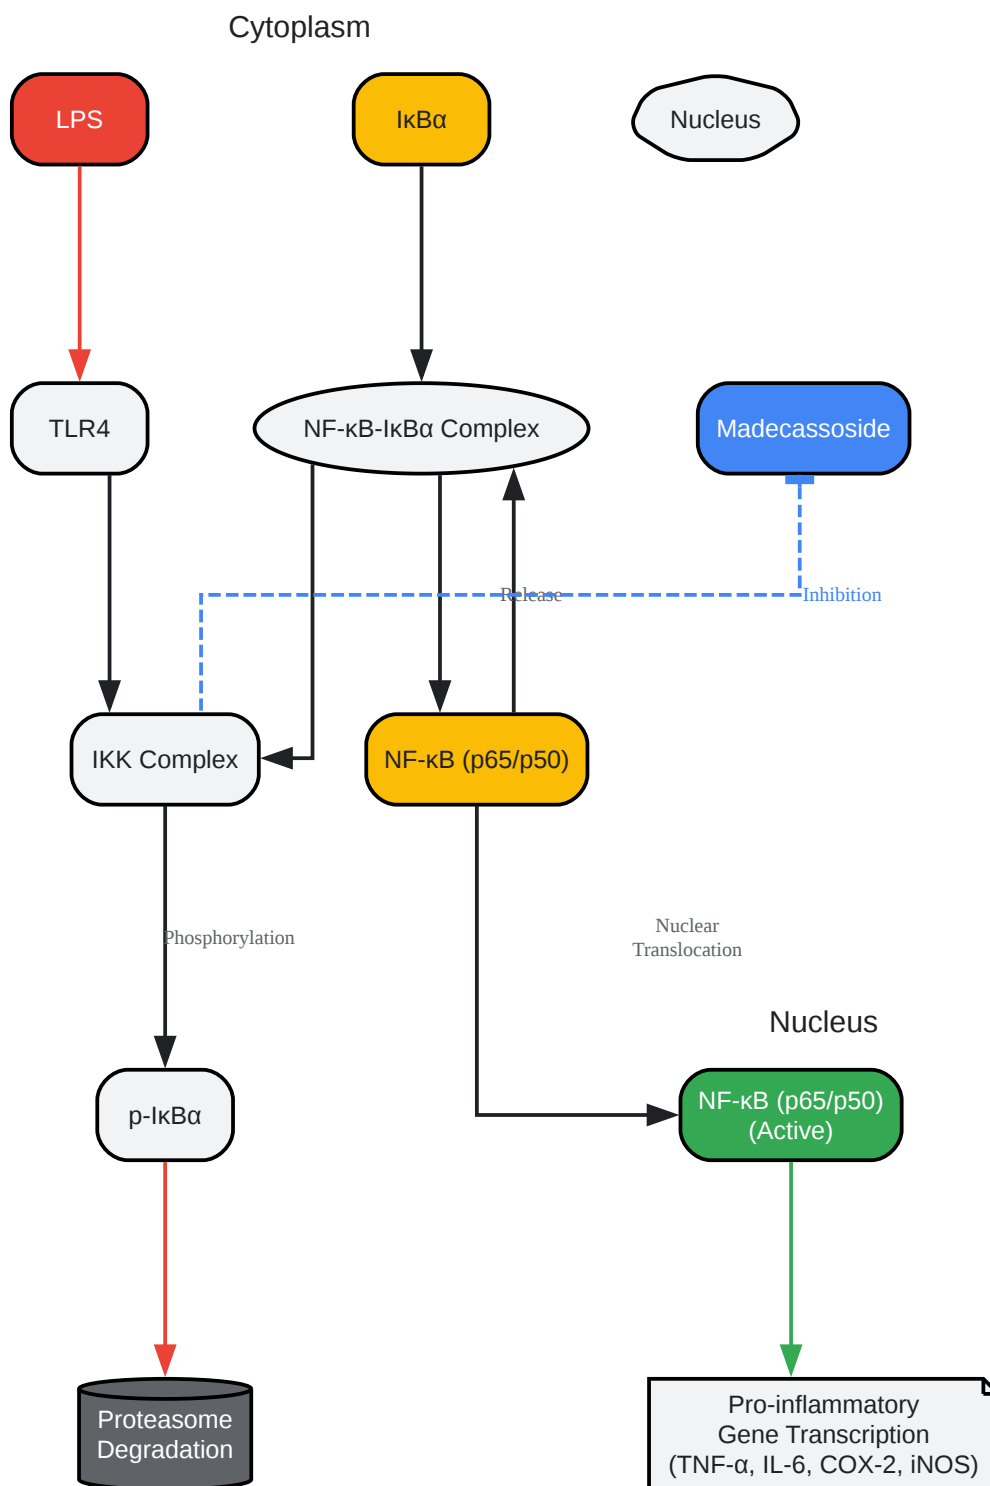 Cytoplasm
LPS
IκBα
Nucleus
TLR4
NF-κB-IκBα Complex
Madecassoside
Release
Inhibition
IKK Complex
NF-κB (p65/p50)
Phosphorylation
Nuclear
Translocation
Nucleus
p-IκBα
NF-κB (p65/p50)
(Active)
Proteasome
Degradation
Pro-inflammatory
Gene Transcription
(TNF-α, IL-6, COX-2, iNOS)